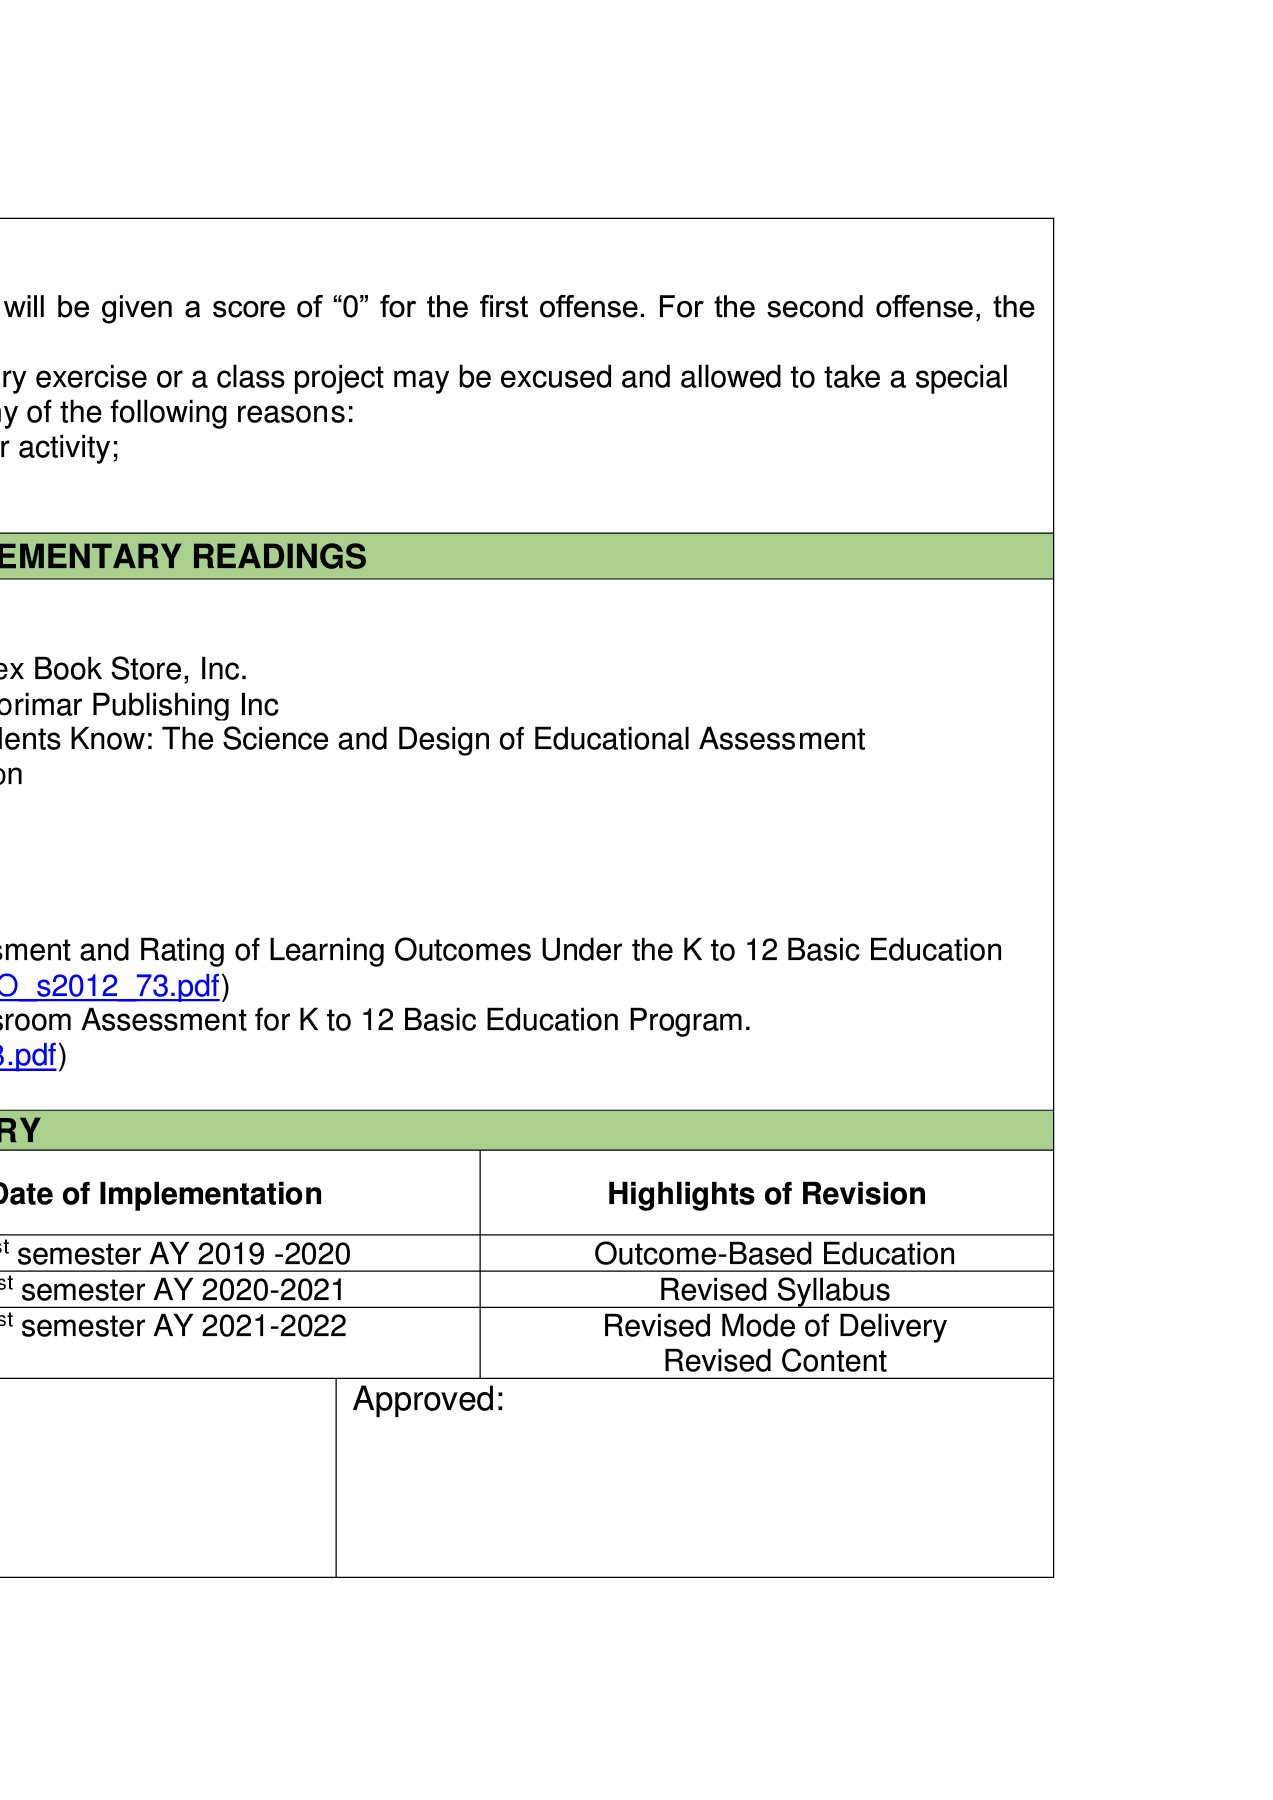 will be given a score of “0” for the first offense. For the second offense, the
ry exercise or a class project may be excused and allowed to take a special
y of the following reasons:
r activity;
EMENTARY READINGS
ex Book Store, Inc.
orimar Publishing Inc
ents Know: The Science and Design of Educational Assessment
on
sment and Rating of Learning Outcomes Under the K to 12 Basic Education
O_s2012_73.pdf)
sroom Assessment for K to 12 Basic Education Program.
.pdf)
RY
Date of Implementation Highlights of Revision
st semester AY 2019 -2020 Outcome-Based Education
st semester AY 2020-2021 Revised Syllabus
st semester AY 2021-2022 Revised Mode of Delivery
Revised Content
Approved: